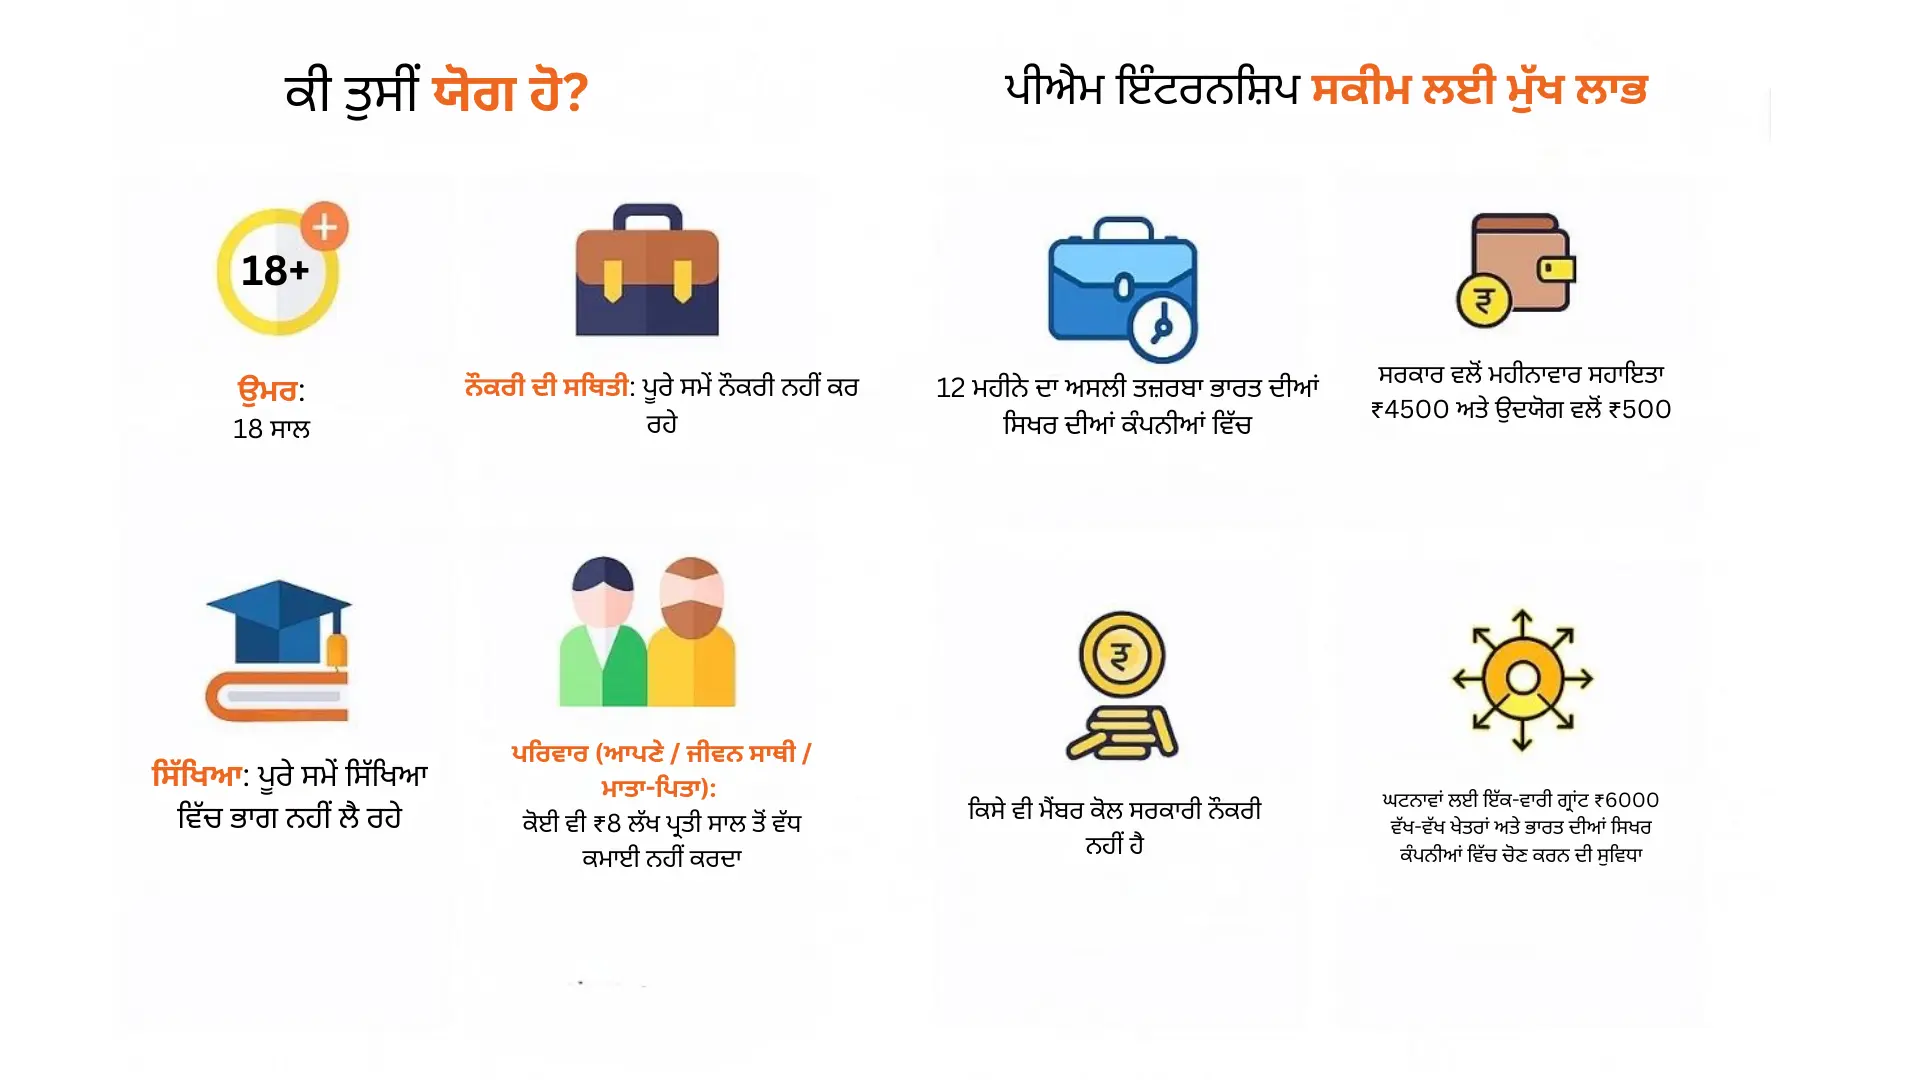 ਕੀ ਤੁਸੀਂ ਯੋਗ ਹੋ?
18+
ਉਮਰ:
18 ਸਾਲ
ਨੌਕਰੀ ਦੀ ਸਥਿਤੀ: ਪੂਰੇ ਸਮੇਂ ਨੌਕਰੀ ਨਹੀਂ ਕਰ
ਰਹੇ
ਸਿੱਖਿਆ: ਪੂਰੇ ਸਮੇਂ ਸਿੱਖਿਆ
ਵਿੱਚ ਭਾਗ ਨਹੀਂ ਲੈ ਰਹੇ
ਪਰਿਵਾਰ (ਆਪਣੇ / ਜੀਵਨ ਸਾਥੀ /
ਮਾਤਾ-ਪਿਤਾ):
ਕੋਈ ਵੀ ₹8 ਲੱਖ ਪ੍ਰਤੀ ਸਾਲ ਤੋਂ ਵੱਧ
ਕਮਾਈ ਨਹੀਂ ਕਰਦਾ
ਪੀਐਮ ਇੰਟਰਨਸ਼ਿਪ ਸਕੀਮ ਲਈ ਮੁੱਖ ਲਾਭ
12 ਮਹੀਨੇ ਦਾ ਅਸਲੀ ਤਜ਼ਰਬਾ ਭਾਰਤ ਦੀਆਂ
ਸਿਖਰ ਦੀਆਂ ਕੰਪਨੀਆਂ ਵਿੱਚ
ਸਰਕਾਰ ਵਲੋਂ ਮਹੀਨਾਵਾਰ ਸਹਾਇਤਾ
₹4500 ਅਤੇ ਉਦਯੋਗ ਵਲੋਂ ₹500
ਕਿਸੇ ਵੀ ਮੈਂਬਰ ਕੋਲ ਸਰਕਾਰੀ ਨੌਕਰੀ
ਨਹੀਂ ਹੈ
ਘਟਨਾਵਾਂ ਲਈ ਇੱਕ-ਵਾਰੀ ਗ੍ਰਾਂਟ ₹6000
ਵੱਖ-ਵੱਖ ਖੇਤਰਾਂ ਅਤੇ ਭਾਰਤ ਦੀਆਂ ਸਿਖਰ
ਕੰਪਨੀਆਂ ਵਿੱਚ ਚੋਣ ਕਰਨ ਦੀ ਸੁਵਿਧਾ